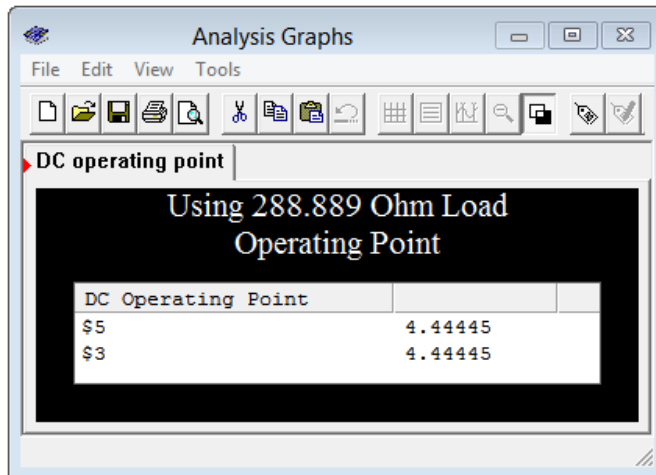 Analysis Graphs
File Edit View Tools
DC operating point
Using 288.889 Ohm Load
Operating Point
DC Operating Point
$5 4.44445
$3 4.44445